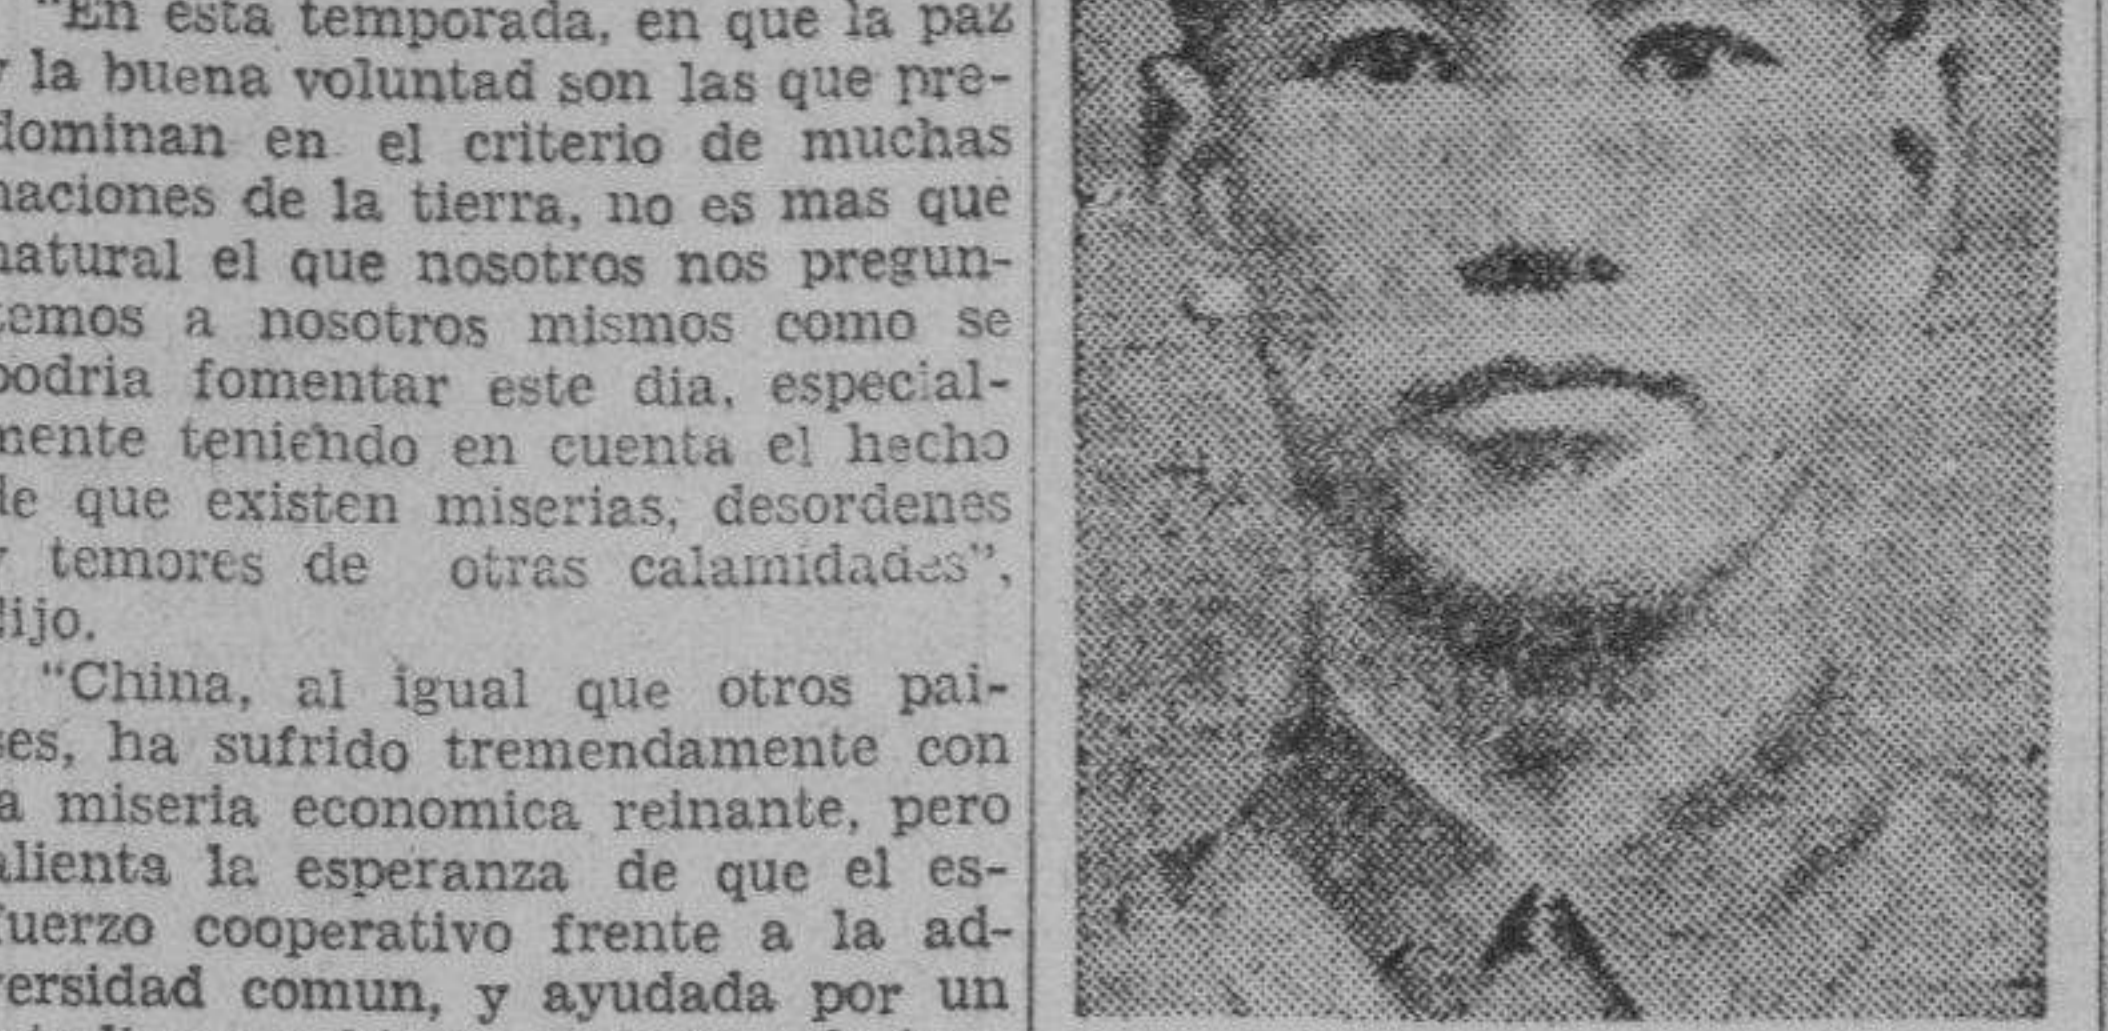 “En esta temporada, en que la paz
y la buena voluntad son las que pre-
dominan en el criterio de muchas
naciones de la tierra, no es mas que
natural el que nosotros nos pregun-
temos a nosotros mismos como se
podria fomentar este dia, especial-
mente teniendo en cuenta el hecho
de que existen miserias, desordenes
y temores de otras calamidades”,
dijo.
“China, al igual que otros pai-
ses, ha sufrido tremendamente con
la miseria economica reinante, pero
alienta la esperanza de que el es-
fuerzo cooperativo frente a la ad-
versidad comun, y ayudada por un